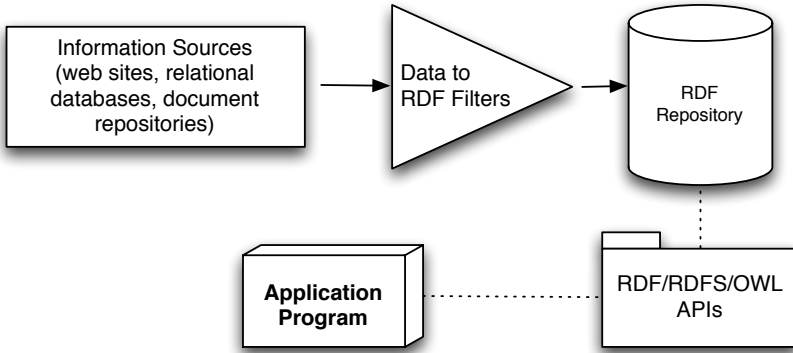 Information Sources
(web sites, relational
databases, document
repositories)
Data to
RDF Filters
RDF
Repository
Application
Program
RDF/RDFS/OWL
APIs